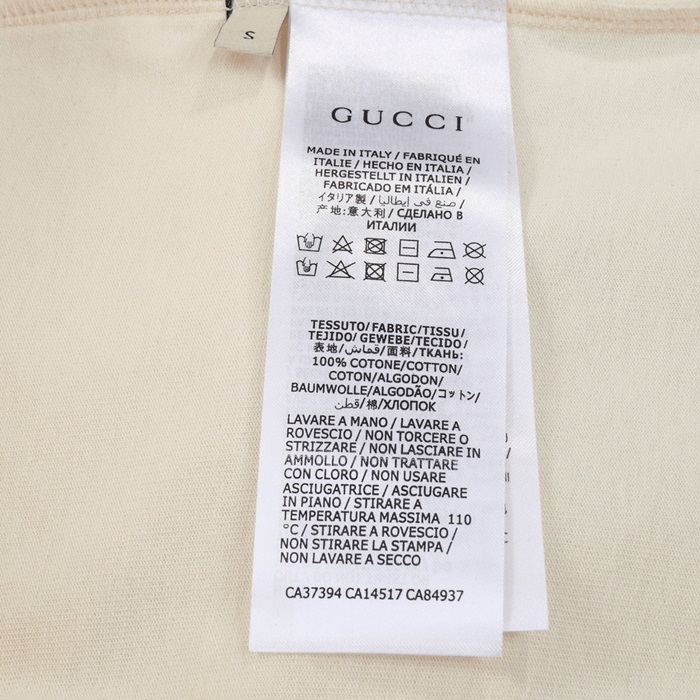 S
GUCCI
MADE IN ITALY / FABRIQUÉ EN
ITALIE / HECHO EN ITALIA /
HERGESTELLT IN ITALIEN /
FABRICADO EM ITÁLIA /
イタリア製 / صنع في إيطاليا /
产地:意大利 / СДЕЛАНО В
ИТАЛИИ
TESSUTO/FABRIC/TISSU/
TEJIDO/GEWEBE/TECIDO/
表地/قماش/面料/ТКАНЬ:
100% COTONE/COTTON/
COTON/ALGODON/
BAUMWOLLE/ALGODÃO/コットン/
قطن/棉/ХЛОПОК
LAVARE A MANO / LAVARE A
ROVESCIO / NON TORCERE O
STRIZZARE / NON LASCIARE IN
AMMOLLO / NON TRATTARE
CON CLORO / NON USARE
ASCIUGATRICE / ASCIUGARE
IN PIANO / STIRARE A
TEMPERATURA MASSIMA 110
°C / STIRARE A ROVESCIO /
NON STIRARE LA STAMPA /
NON LAVARE A SECCO
CA37394 CA14517 CA84937